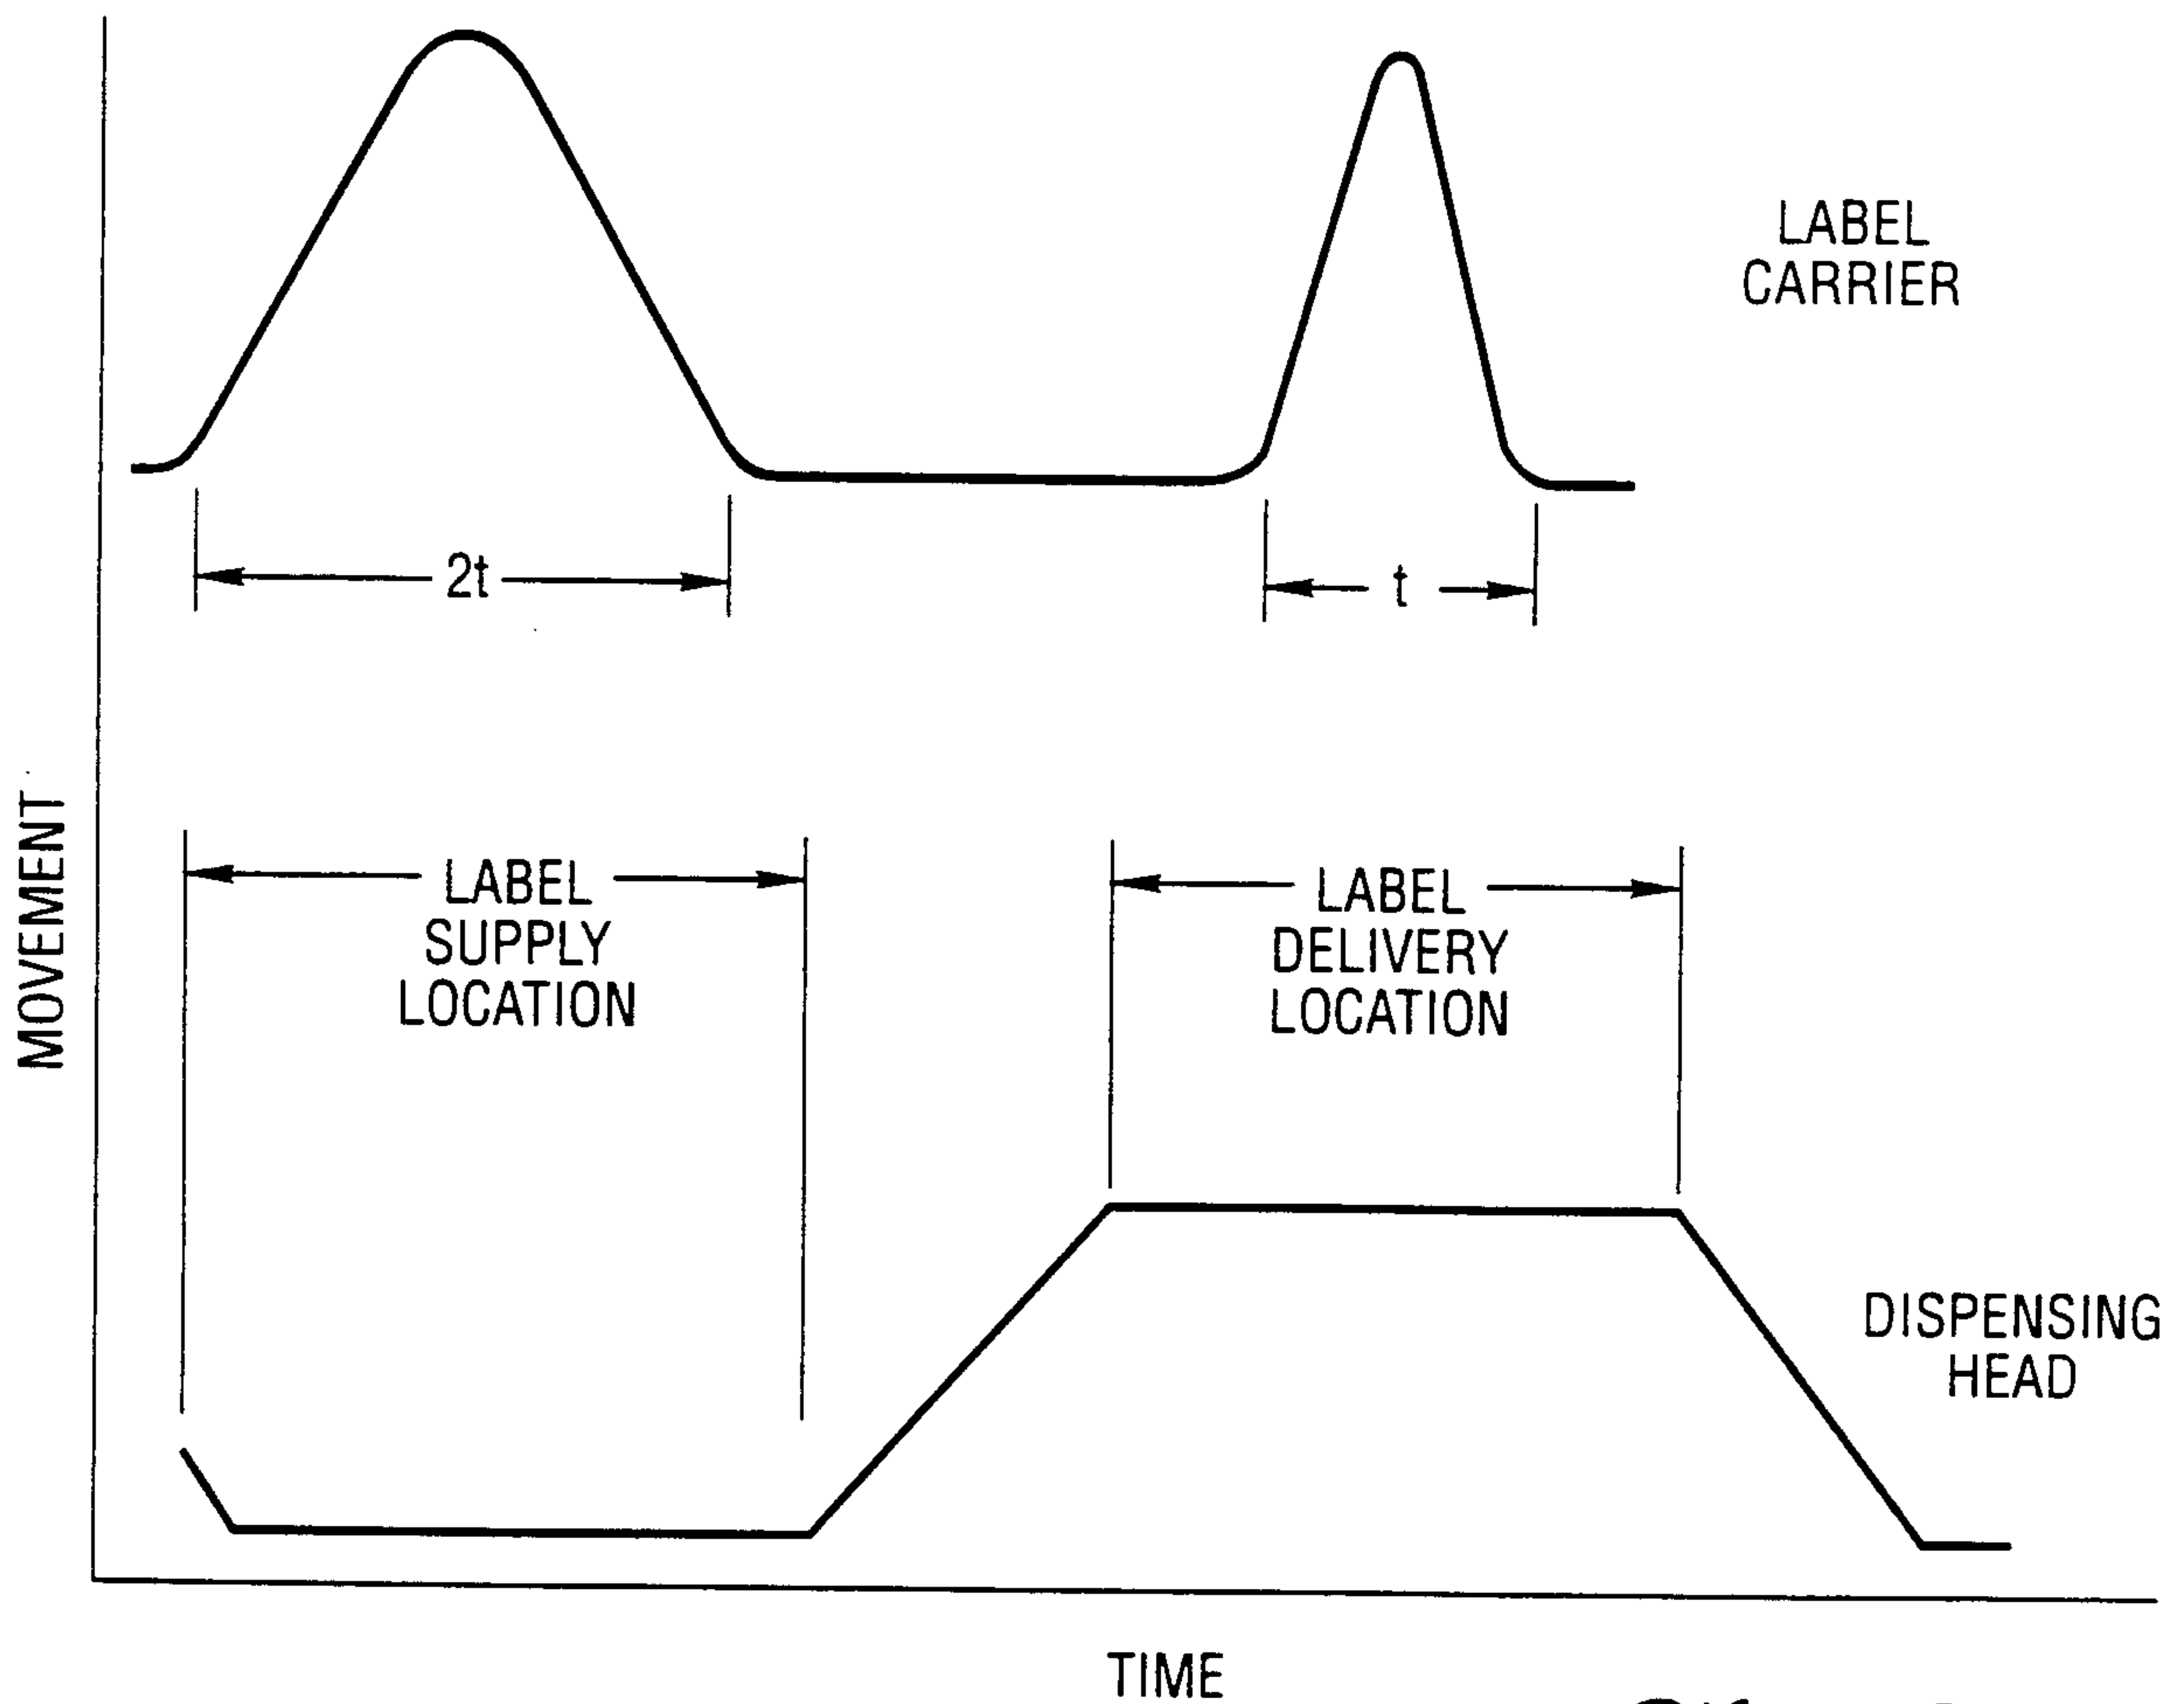 LABEL
CARRIER
2t
t
MOVEMENT
LABEL
SUPPLY
LOCATION
LABEL
DELIVERY
LOCATION
DISPENSING
HEAD
TIME